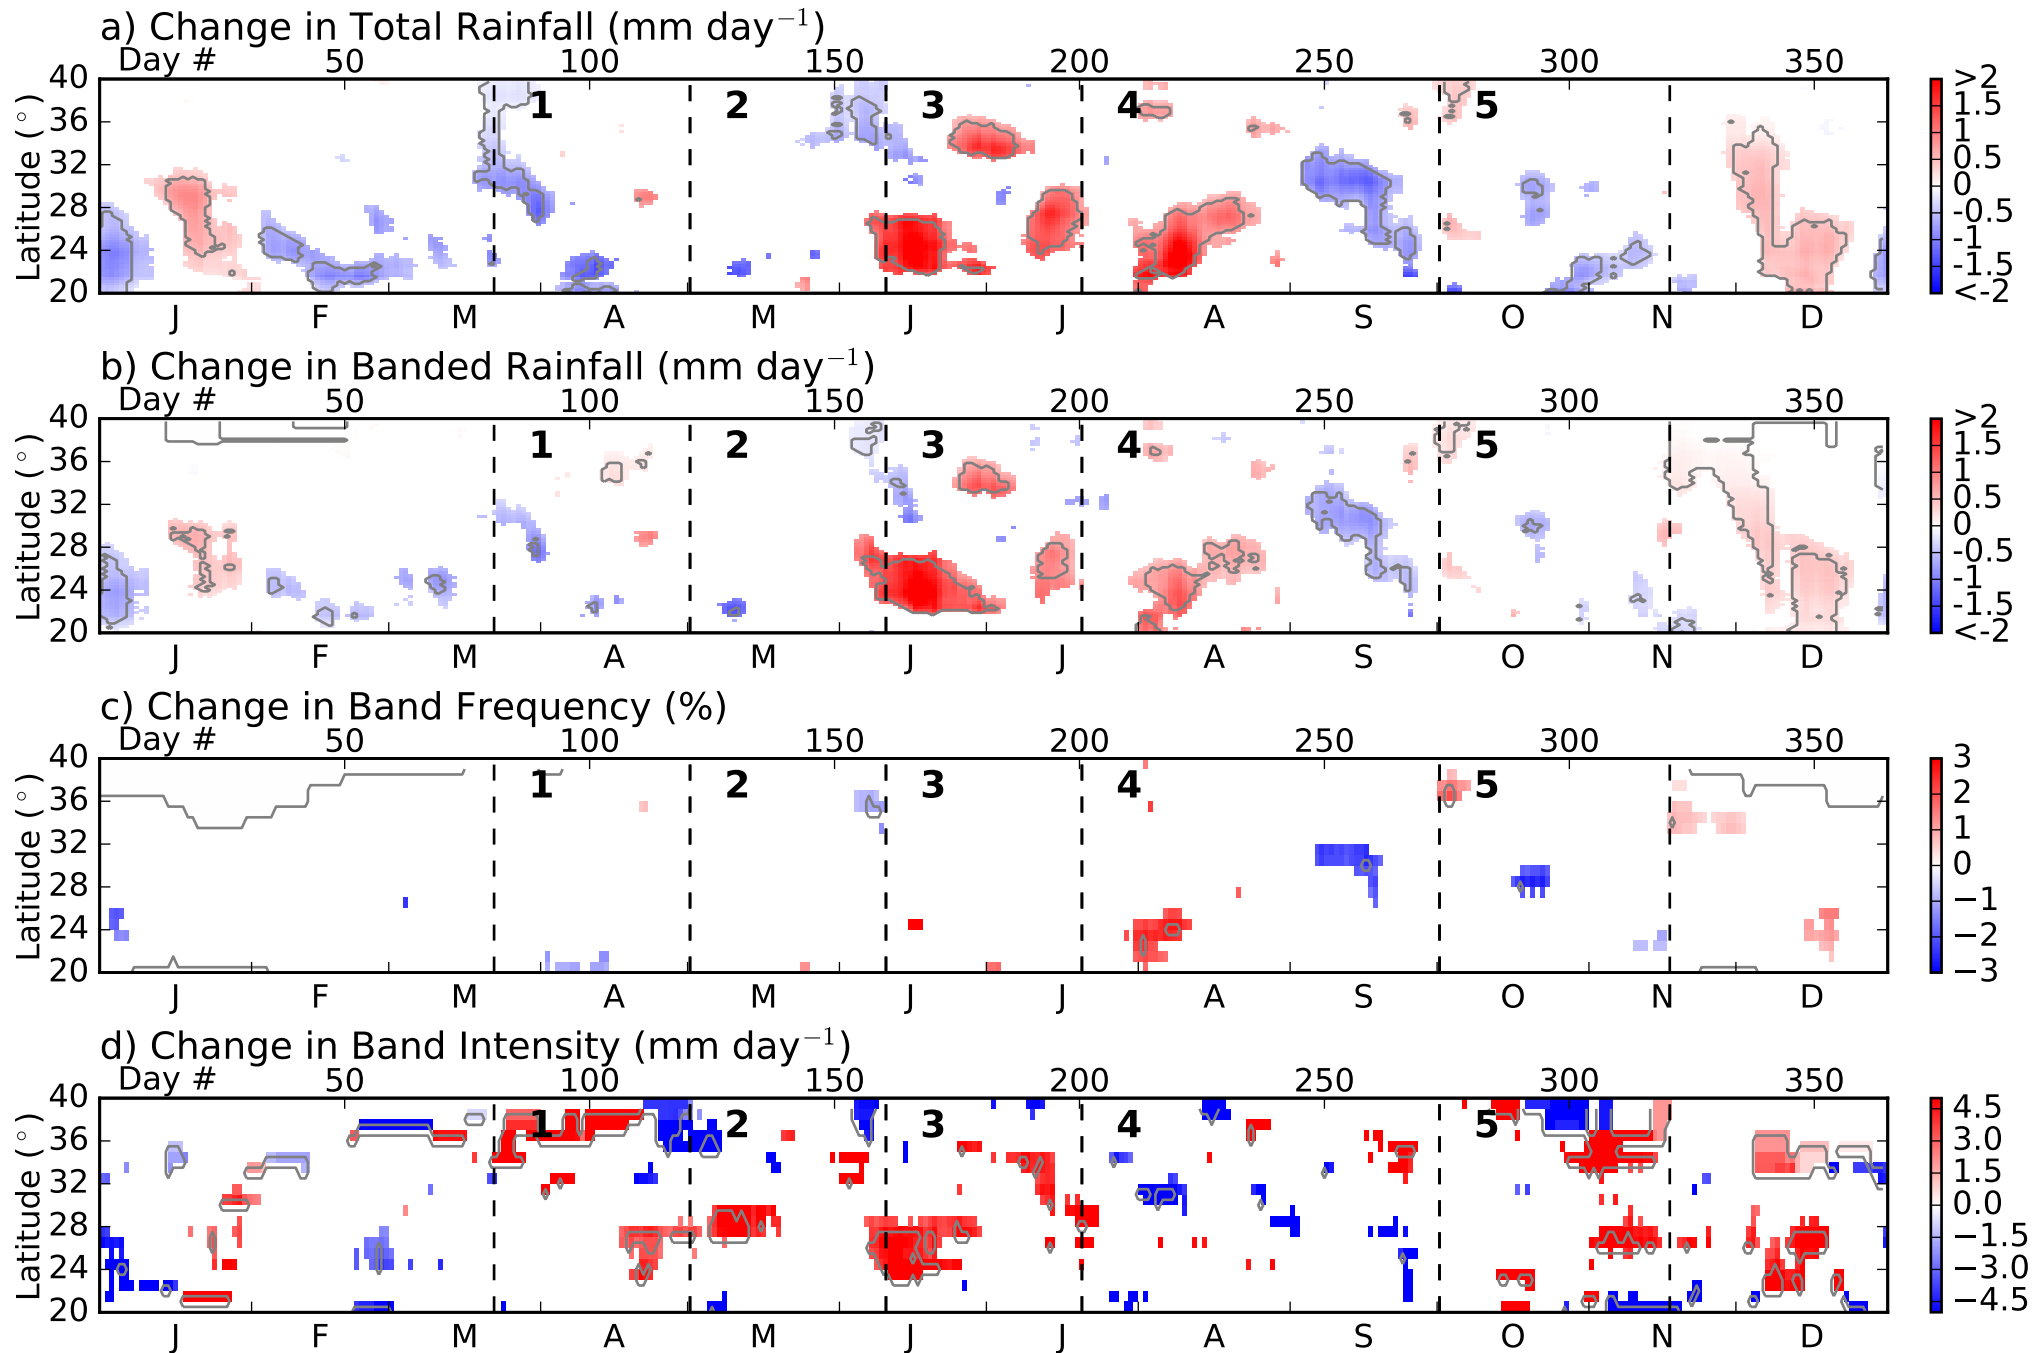 a) Change in Total Rainfall (mm day⁻¹)
Day # 50 100 150 200 250 300 350
40 36 32 28 24 20
Latitude (°)
1 2 3 4 5
J F M A M J J A S O N D
>2 1.5 1 0.5 0 -0.5 -1 -1.5 <-2
b) Change in Banded Rainfall (mm day⁻¹)
Day # 50 100 150 200 250 300 350
40 36 32 28 24 20
Latitude (°)
1 2 3 4 5
J F M A M J J A S O N D
>2 1.5 1 0.5 0 -0.5 -1 -1.5 <-2
c) Change in Band Frequency (%)
Day # 50 100 150 200 250 300 350
40 36 32 28 24 20
Latitude (°)
1 2 3 4 5
J F M A M J J A S O N D
3 2 1 0 −1 −2 −3
d) Change in Band Intensity (mm day⁻¹)
Day # 50 100 150 200 250 300 350
40 36 32 28 24 20
Latitude (°)
1 2 3 4 5
J F M A M J J A S O N D
4.5 3.0 1.5 0.0 −1.5 −3.0 −4.5